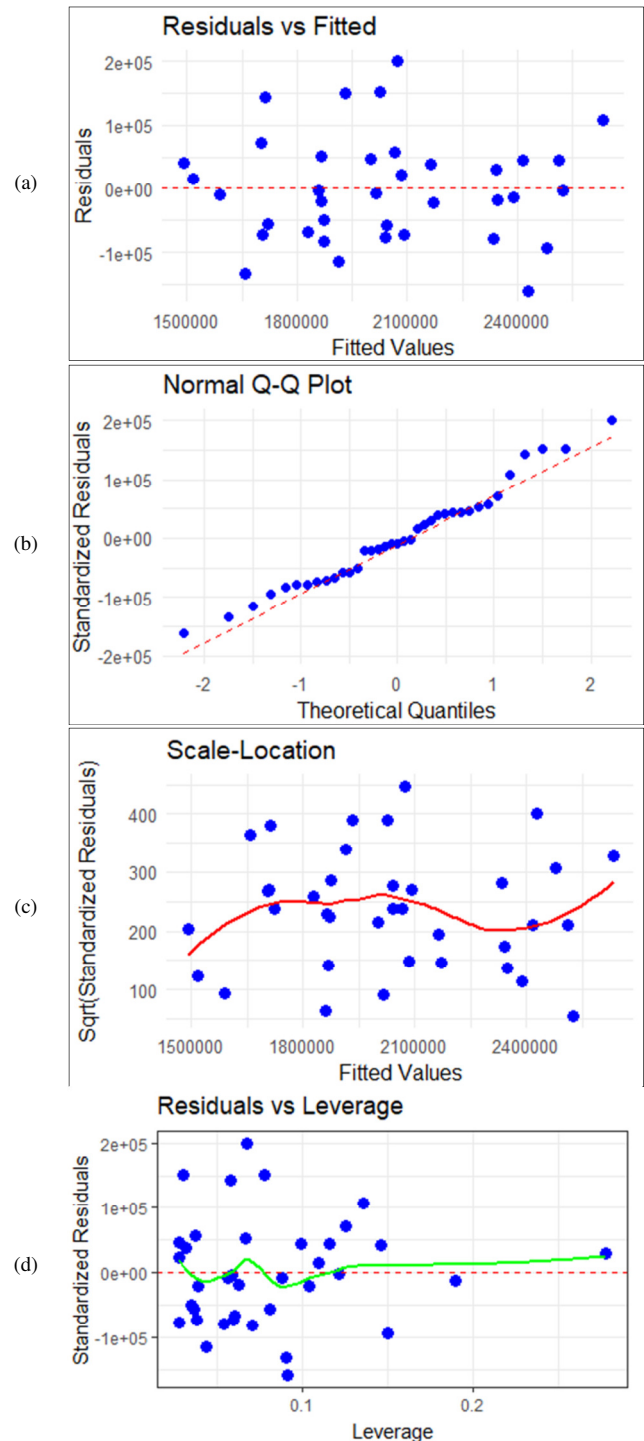 (a)
Residuals vs Fitted
Residuals
2e+05
1e+05
0e+00
-1e+05
1500000 1800000 2100000 2400000
Fitted Values
(b)
Normal Q-Q Plot
Standardized Residuals
2e+05
1e+05
0e+00
-1e+05
-2e+05
-2 -1 0 1 2
Theoretical Quantiles
(c)
Scale-Location
Sqrt(Standardized Residuals)
400
300
200
100
1500000 1800000 2100000 2400000
Fitted Values
(d)
Residuals vs Leverage
Standardized Residuals
2e+05
1e+05
0e+00
-1e+05
0.1 0.2
Leverage